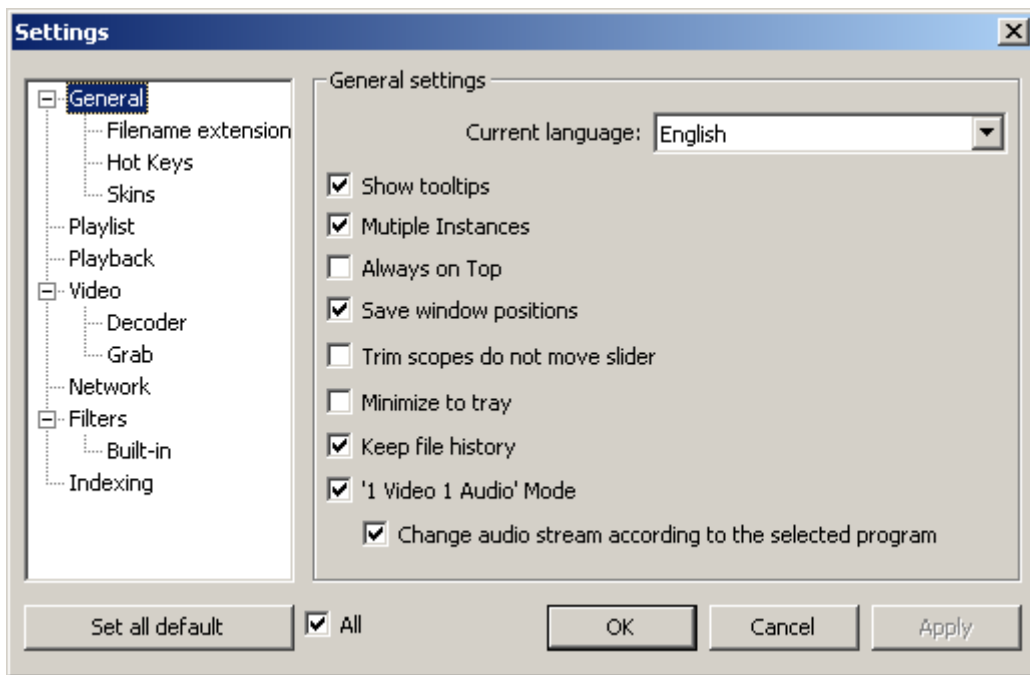 Settings
General
Filename extension
Hot Keys
Skins
Playlist
Playback
Video
Decoder
Grab
Network
Filters
Built-in
Indexing
General settings
Current language: English
Show tooltips
Mutiple Instances
Always on Top
Save window positions
Trim scopes do not move slider
Minimize to tray
Keep file history
'1 Video 1 Audio' Mode
Change audio stream according to the selected program
Set all default All OK Cancel Apply